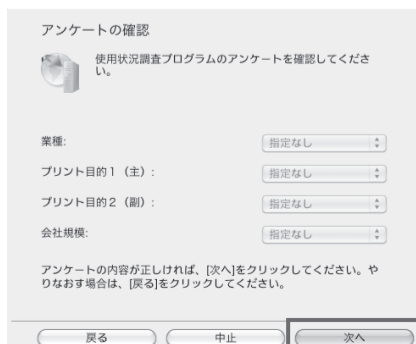 アンケートの確認
使用状況調査プログラムのアンケートを確認してくださ
い。
業種: 指定なし
プリント目的1（主）: 指定なし
プリント目的2（副）: 指定なし
会社規模: 指定なし
アンケートの内容が正しければ、[次へ]をクリックしてください。や
りなおす場合は、[戻る]をクリックしてください。
戻る 中止 次へ